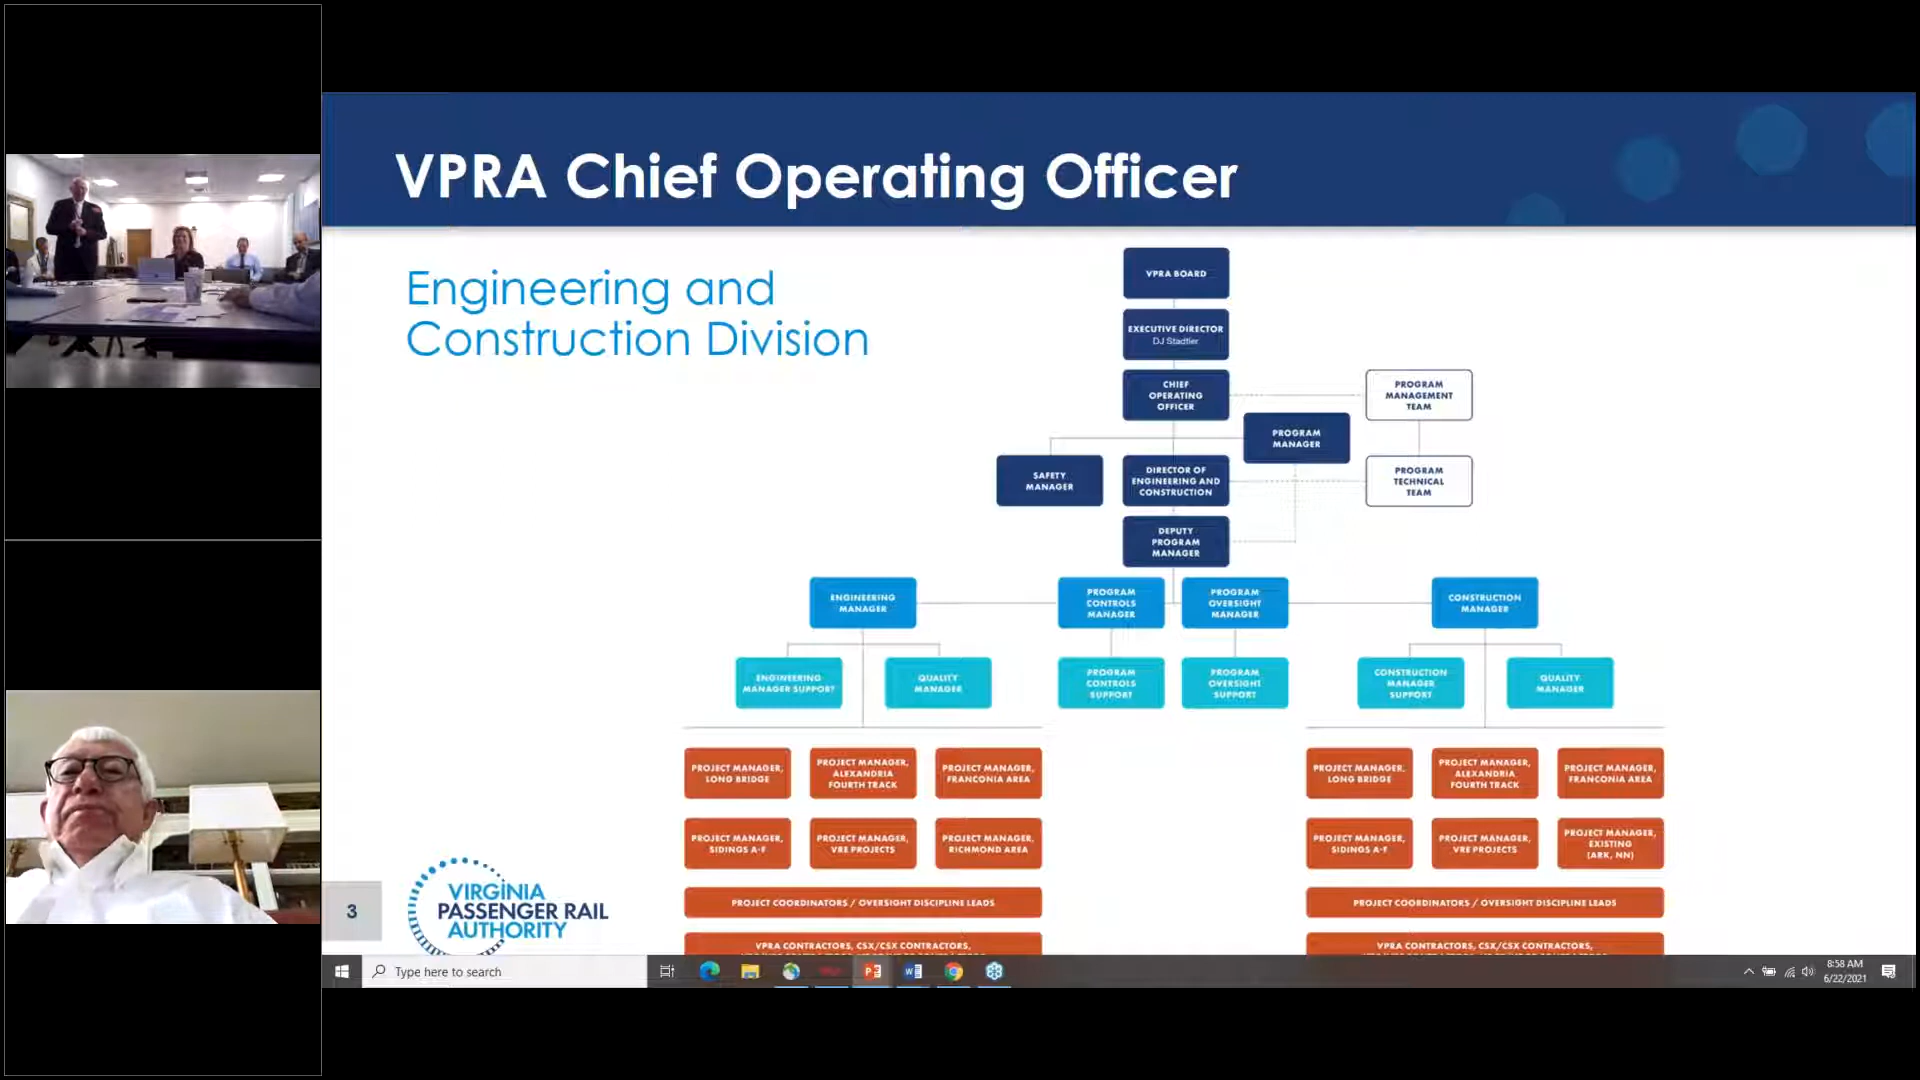 VPRA Chief Operating Officer
Engineering and
Construction Division
VPRA BOARD
EXECUTIVE DIRECTOR
DJ Stadtler
CHIEF
OPERATING
OFFICER
PROGRAM
MANAGEMENT
TEAM
PROGRAM
MANAGER
SAFETY
MANAGER
DIRECTOR OF
ENGINEERING AND
CONSTRUCTION
PROGRAM
TECHNICAL
TEAM
DEPUTY
PROGRAM
MANAGER
ENGINEERING
MANAGER
PROGRAM
CONTROLS
MANAGER
PROGRAM
OVERSIGHT
MANAGER
CONSTRUCTION
MANAGER
ENGINEERING
MANAGER SUPPORT
QUALITY
MANAGER
PROGRAM
CONTROLS
SUPPORT
PROGRAM
OVERSIGHT
SUPPORT
CONSTRUCTION
MANAGER
SUPPORT
QUALITY
MANAGER
PROJECT MANAGER,
LONG BRIDGE
PROJECT MANAGER,
ALEXANDRIA
FOURTH TRACK
PROJECT MANAGER,
FRANCONIA AREA
PROJECT MANAGER,
LONG BRIDGE
PROJECT MANAGER,
ALEXANDRIA
FOURTH TRACK
PROJECT MANAGER,
FRANCONIA AREA
PROJECT MANAGER,
SIDINGS A-F
PROJECT MANAGER,
VRE PROJECTS
PROJECT MANAGER,
RICHMOND AREA
PROJECT MANAGER,
SIDINGS A-F
PROJECT MANAGER,
VRE PROJECTS
PROJECT MANAGER,
EXISTING
(ARK, NN)
PROJECT COORDINATORS / OVERSIGHT DISCIPLINE LEADS
PROJECT COORDINATORS / OVERSIGHT DISCIPLINE LEADS
VPRA CONTRACTORS, CSX/CSX CONTRACTORS,
VPRA CONTRACTORS, CSX/CSX CONTRACTORS,
3
VIRGINIA
PASSENGER RAIL
AUTHORITY
Type here to search
8:58 AM
6/22/2021